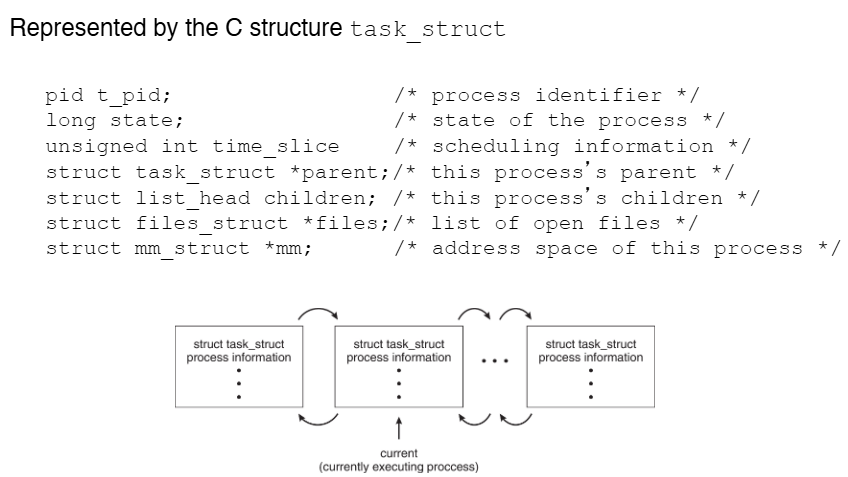 Represented by the C structure task_struct
pid t_pid; /* process identifier */
long state; /* state of the process */
unsigned int time_slice /* scheduling information */
struct task_struct *parent;/* this process’s parent */
struct list_head children; /* this process’s children */
struct files_struct *files;/* list of open files */
struct mm_struct *mm; /* address space of this process */
struct task_struct
process information
struct task_struct
process information
struct task_struct
process information
current
(currently executing proccess)